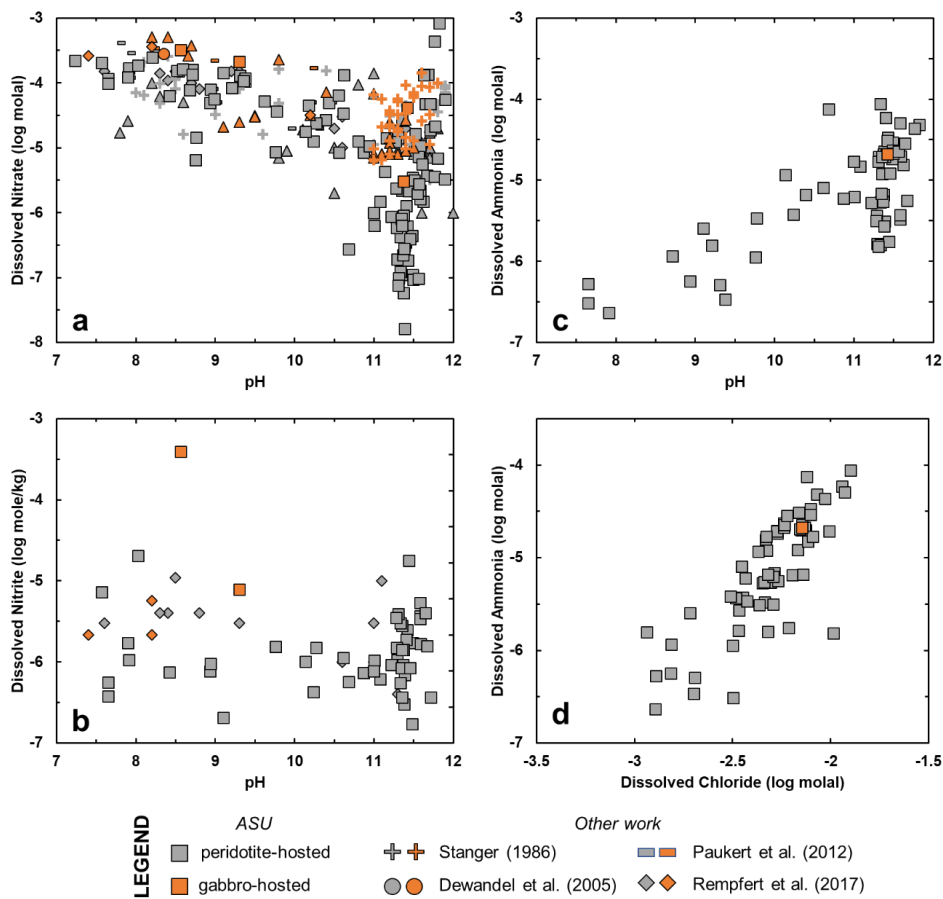 -3
-4
-5
-6
-7
-8
Dissolved Nitrate (log molal)
a
7 8 9 10 11 12
pH
-3
-4
-5
-6
-7
Dissolved Ammonia (log molal)
c
7 8 9 10 11 12
pH
-3
-4
-5
-6
-7
Dissolved Nitrite (log mole/kg)
b
7 8 9 10 11 12
pH
-3
-4
-5
-6
-7
Dissolved Ammonia (log molal)
d
-3.5 -3 -2.5 -2 -1.5
Dissolved Chloride (log molal)
LEGEND
ASU
peridotite-hosted
gabbro-hosted
Other work
Stanger (1986)
Paukert et al. (2012)
Dewandel et al. (2005)
Rempfert et al. (2017)